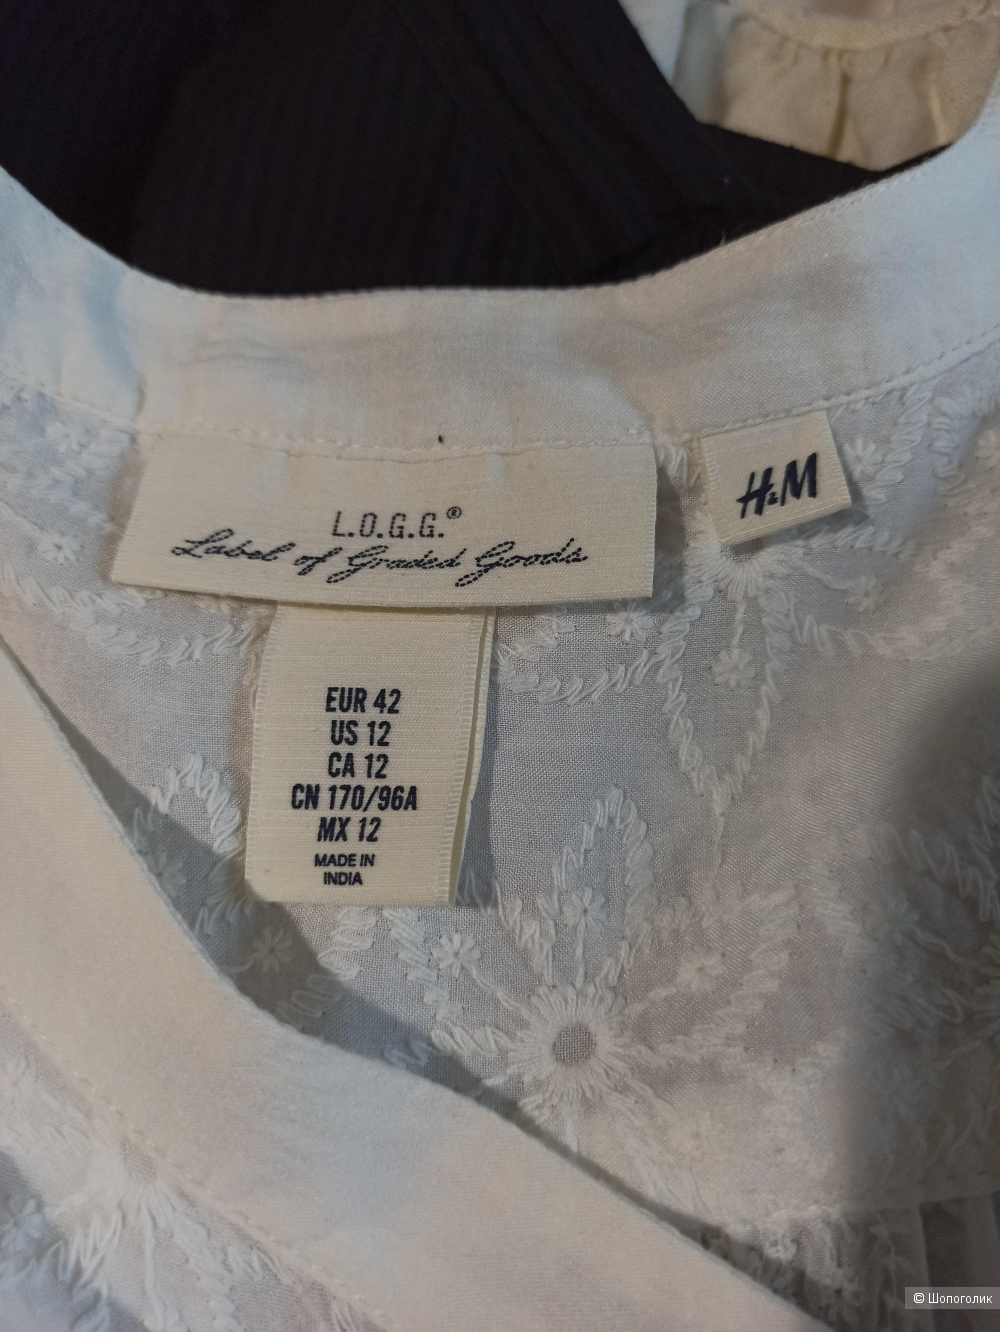 L.O.G.G.®
Label of Graded Goods
H&M
EUR 42
US 12
CA 12
CN 170/96A
MX 12
MADE IN
INDIA
© Шопоголик